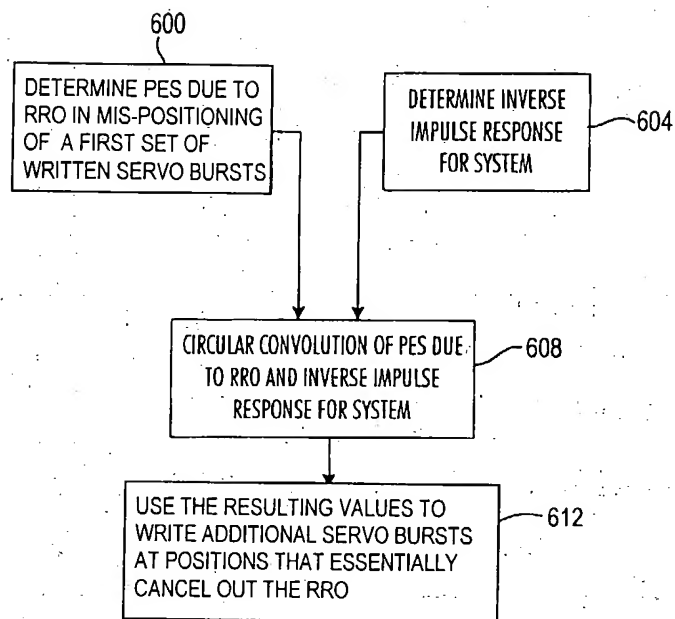 600
DETERMINE PES DUE TO
RRO IN MIS-POSITIONING
OF A FIRST SET OF
WRITTEN SERVO BURSTS
DETERMINE INVERSE
IMPULSE RESPONSE
FOR SYSTEM
604
CIRCULAR CONVOLUTION OF PES DUE
TO RRO AND INVERSE IMPULSE
RESPONSE FOR SYSTEM
608
USE THE RESULTING VALUES TO
WRITE ADDITIONAL SERVO BURSTS
AT POSITIONS THAT ESSENTIALLY
CANCEL OUT THE RRO
612